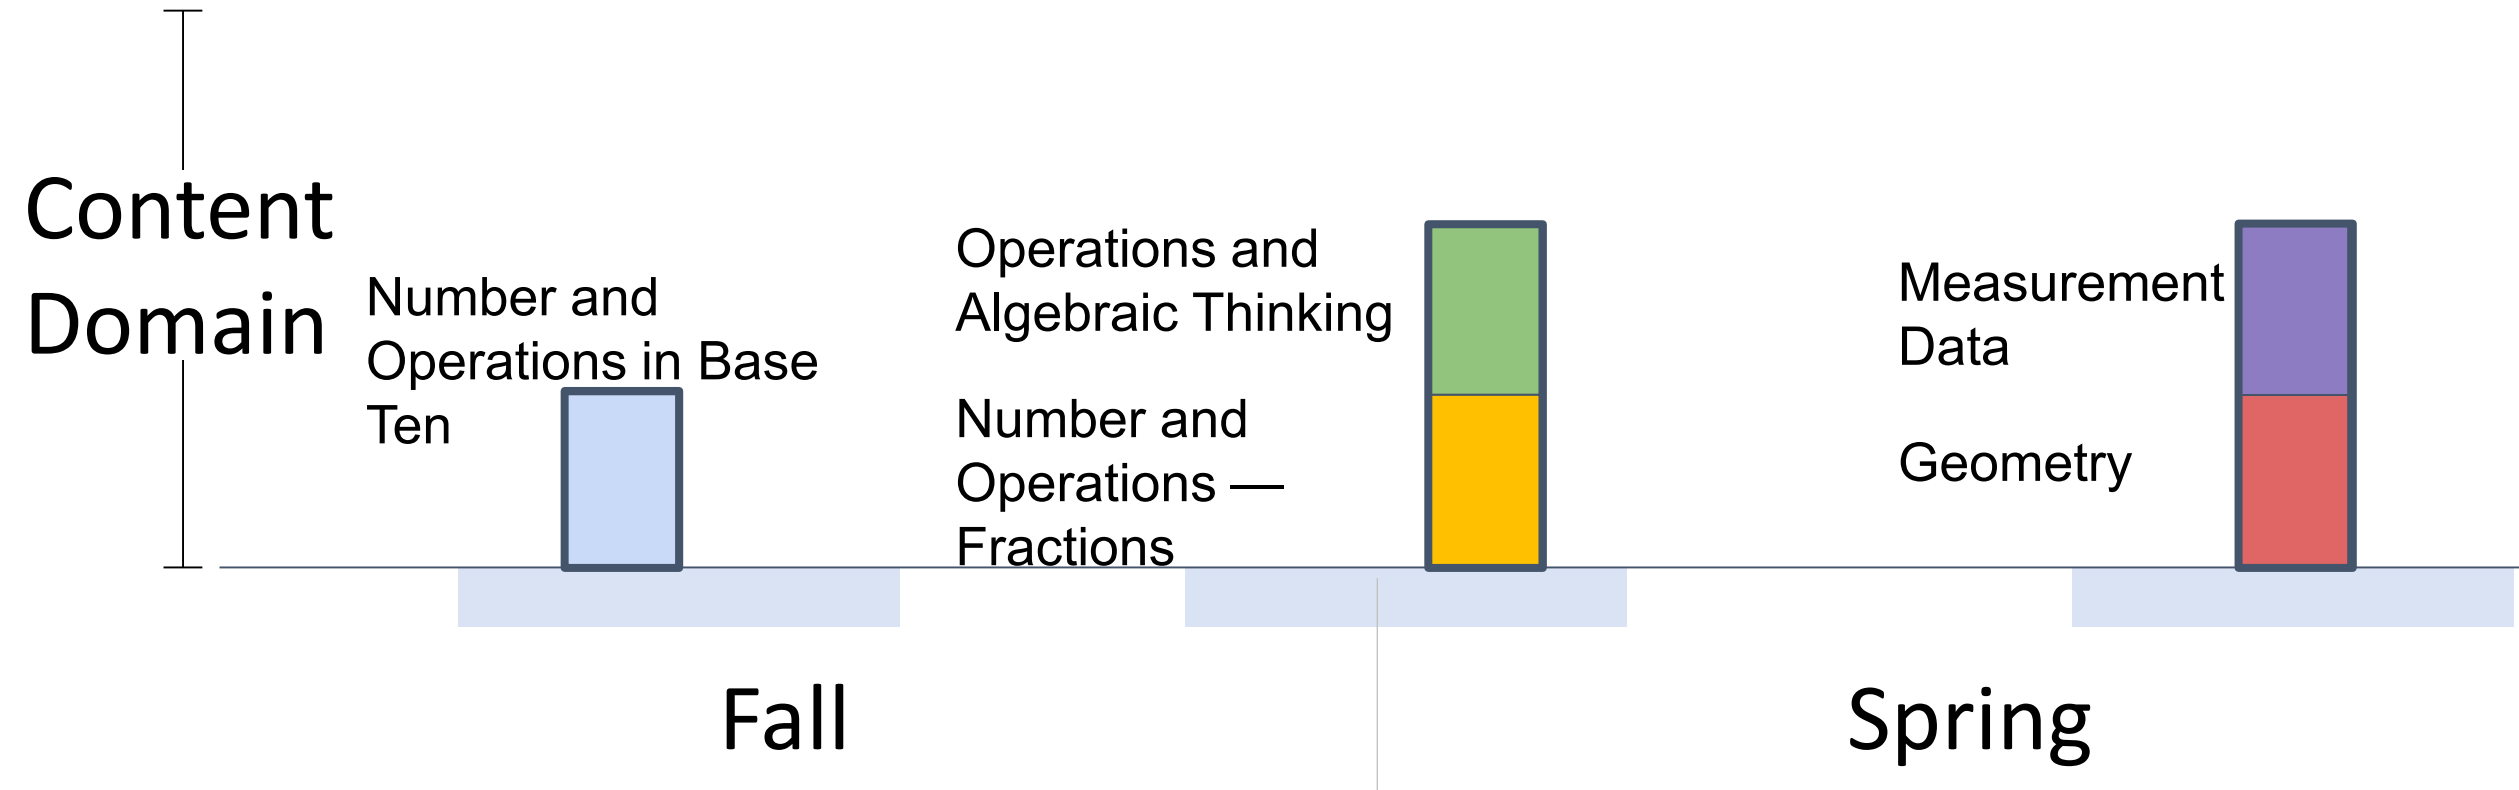 Content
Domain
Number and
Operations in Base
Ten
Operations and
Algebraic Thinking
Number and
Operations —
Fractions
Measurement
Data
Geometry
Fall
Spring